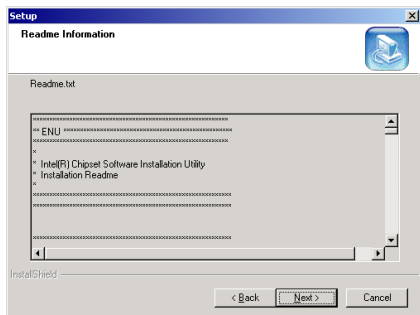 Setup
Readme Information
Readme.txt
************************************************************
** ENU ******************************************************
************************************************************
*
* Intel(R) Chipset Software Installation Utility
* Installation Readme
*
*************************************************************
*************************************************************
*************************************************************
InstallShield
< Back
Next >
Cancel